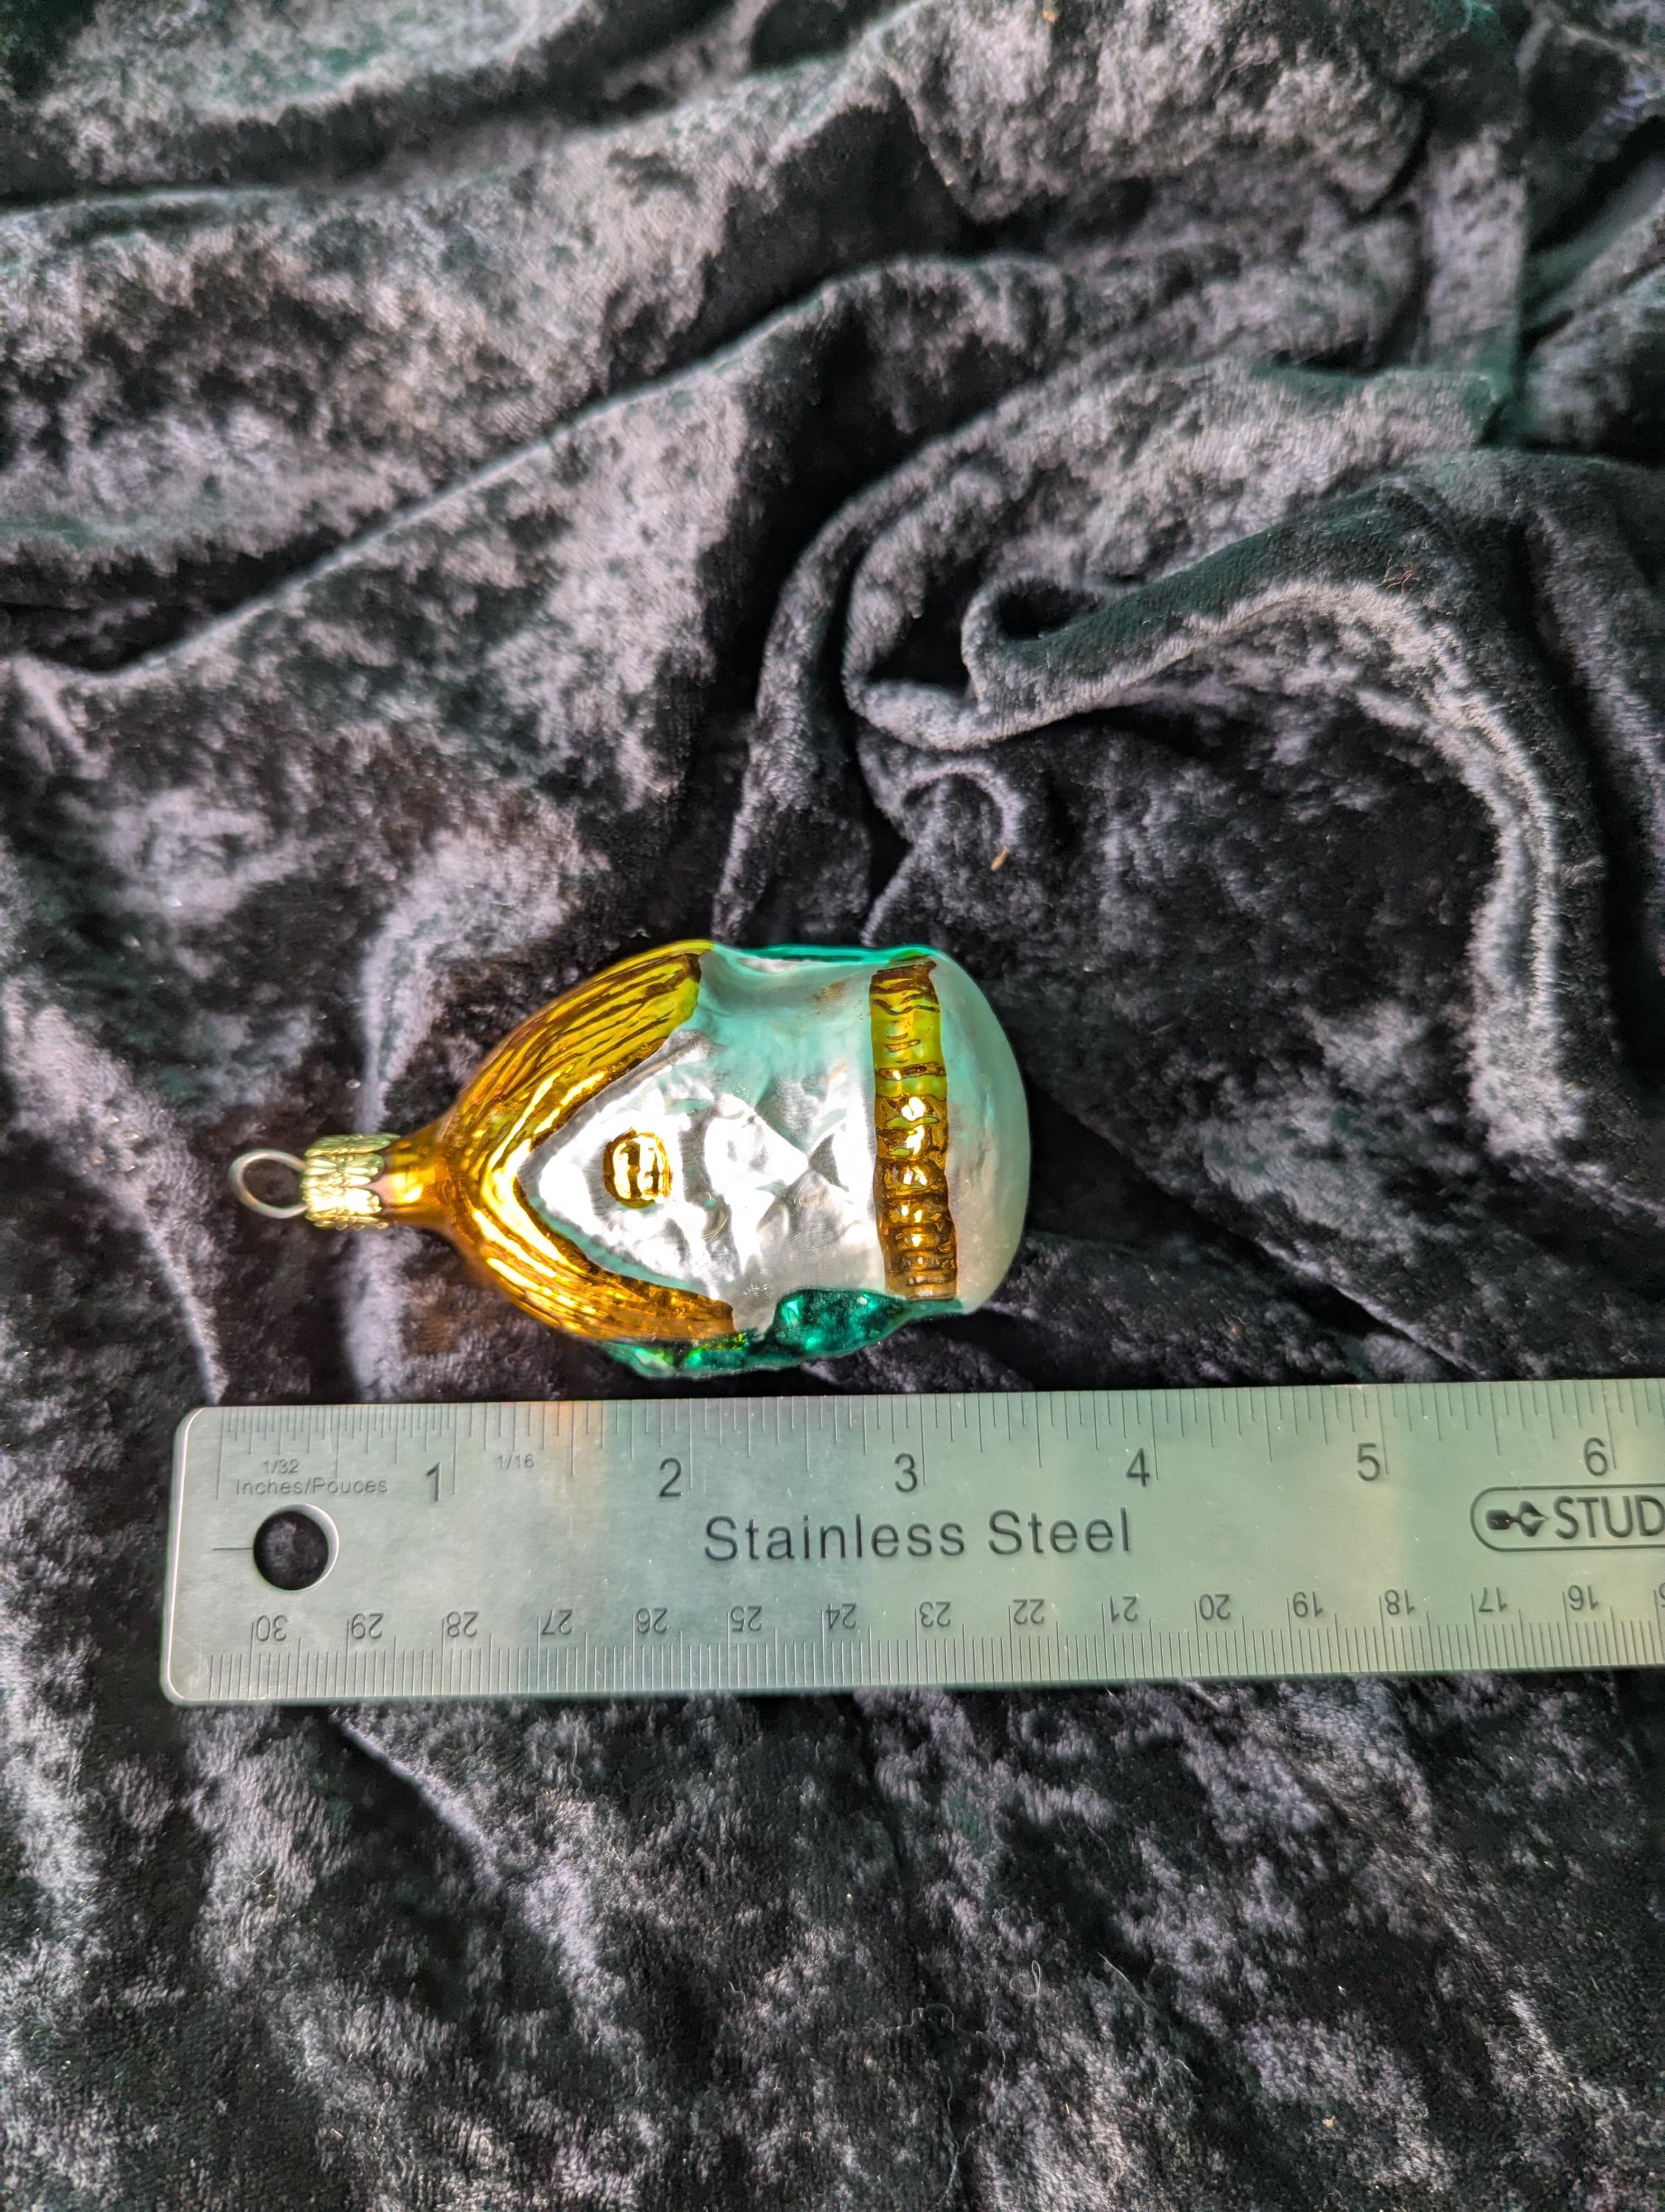 1/32 1 1/16 2 3 4 5 6
Inches/Pouces
Stainless Steel STUD
30 29 28 27 26 25 24 23 22 21 20 19 18 17 16